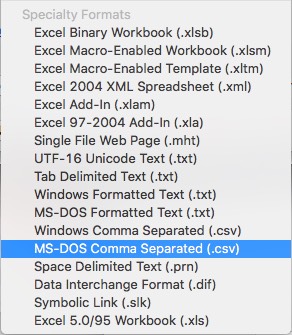 Specialty Formats
Excel Binary Workbook (.xlsb)
Excel Macro-Enabled Workbook (.xlsm)
Excel Macro-Enabled Template (.xltm)
Excel 2004 XML Spreadsheet (.xml)
Excel Add-In (.xlam)
Excel 97-2004 Add-In (.xla)
Single File Web Page (.mht)
UTF-16 Unicode Text (.txt)
Tab Delimited Text (.txt)
Windows Formatted Text (.txt)
MS-DOS Formatted Text (.txt)
Windows Comma Separated (.csv)
MS-DOS Comma Separated (.csv)
Space Delimited Text (.prn)
Data Interchange Format (.dif)
Symbolic Link (.slk)
Excel 5.0/95 Workbook (.xls)